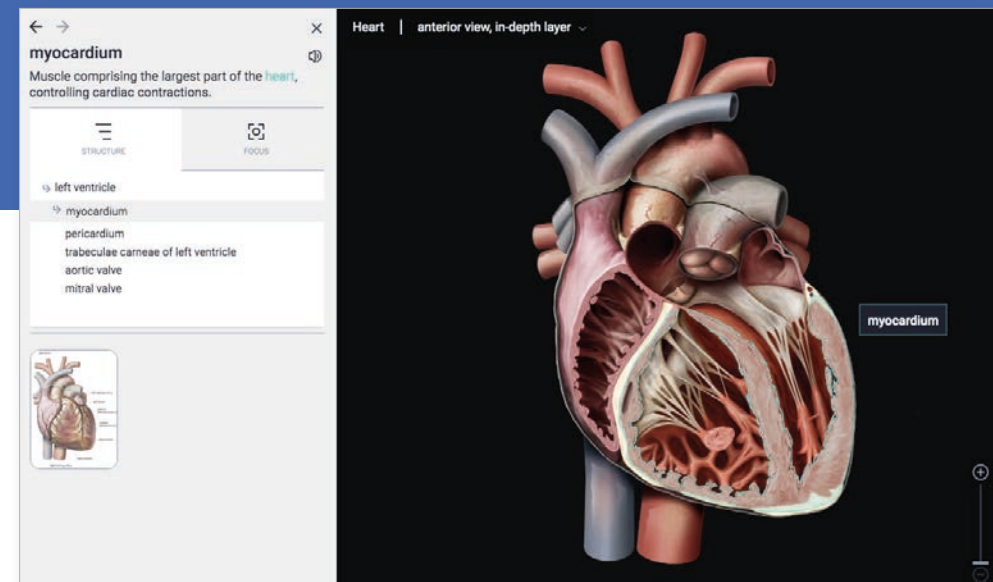 Heart | anterior view, in-depth layer
myocardium
Muscle comprising the largest part of the heart,
controlling cardiac contractions.
STRUCTURE
FOCUS
left ventricle
myocardium
pericardium
trabeculae carneae of left ventricle
aortic valve
mitral valve
myocardium